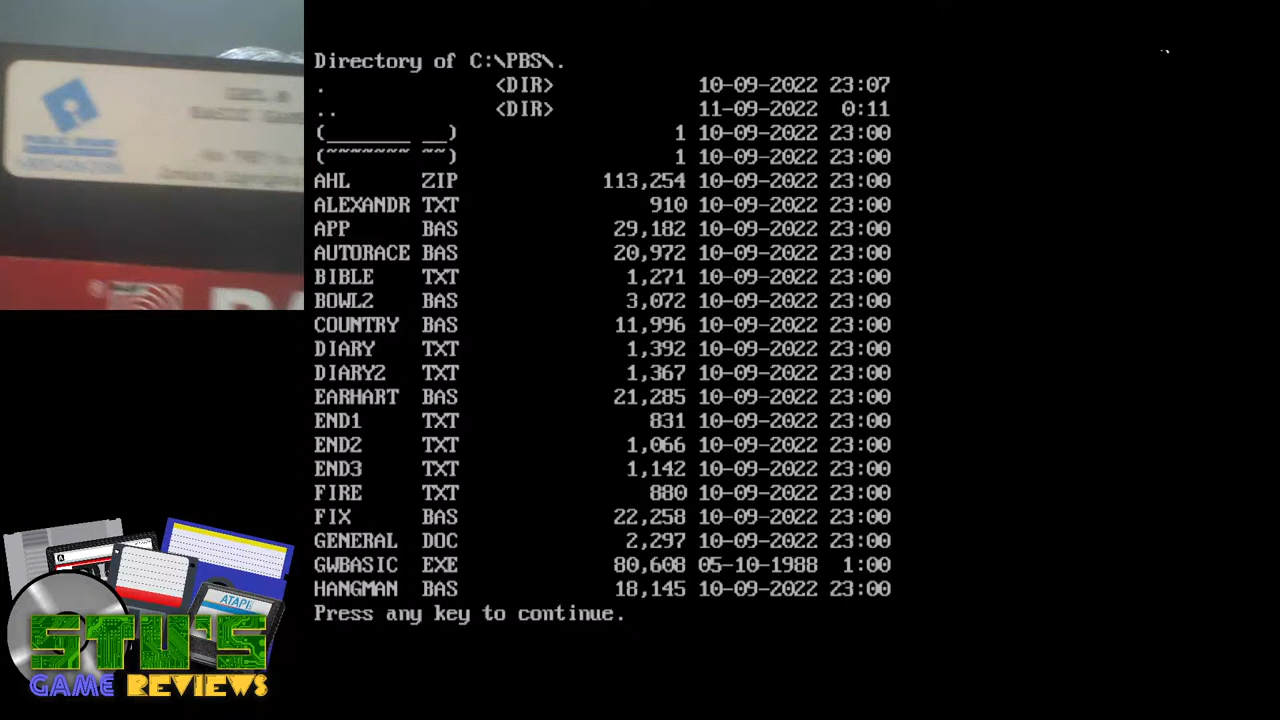 Directory of C:\PBS\.
. <DIR> 10-09-2022 23:07
.. <DIR> 11-09-2022 0:11
(_______ __) 1 10-09-2022 23:00
(~~~~~~~ ~~) 1 10-09-2022 23:00
AHL ZIP 113,254 10-09-2022 23:00
ALEXANDR TXT 910 10-09-2022 23:00
APP BAS 29,182 10-09-2022 23:00
AUTORACE BAS 20,972 10-09-2022 23:00
BIBLE TXT 1,271 10-09-2022 23:00
BOWL2 BAS 3,072 10-09-2022 23:00
COUNTRY BAS 11,996 10-09-2022 23:00
DIARY TXT 1,392 10-09-2022 23:00
DIARY2 TXT 1,367 10-09-2022 23:00
EARHART BAS 21,285 10-09-2022 23:00
END1 TXT 831 10-09-2022 23:00
END2 TXT 1,066 10-09-2022 23:00
END3 TXT 1,142 10-09-2022 23:00
FIRE TXT 880 10-09-2022 23:00
FIX BAS 22,258 10-09-2022 23:00
GENERAL DOC 2,297 10-09-2022 23:00
GWBASIC EXE 80,608 05-10-1988 1:00
HANGMAN BAS 18,145 10-09-2022 23:00
Press any key to continue.
ATARI
STU'S
GAME REVIEWS